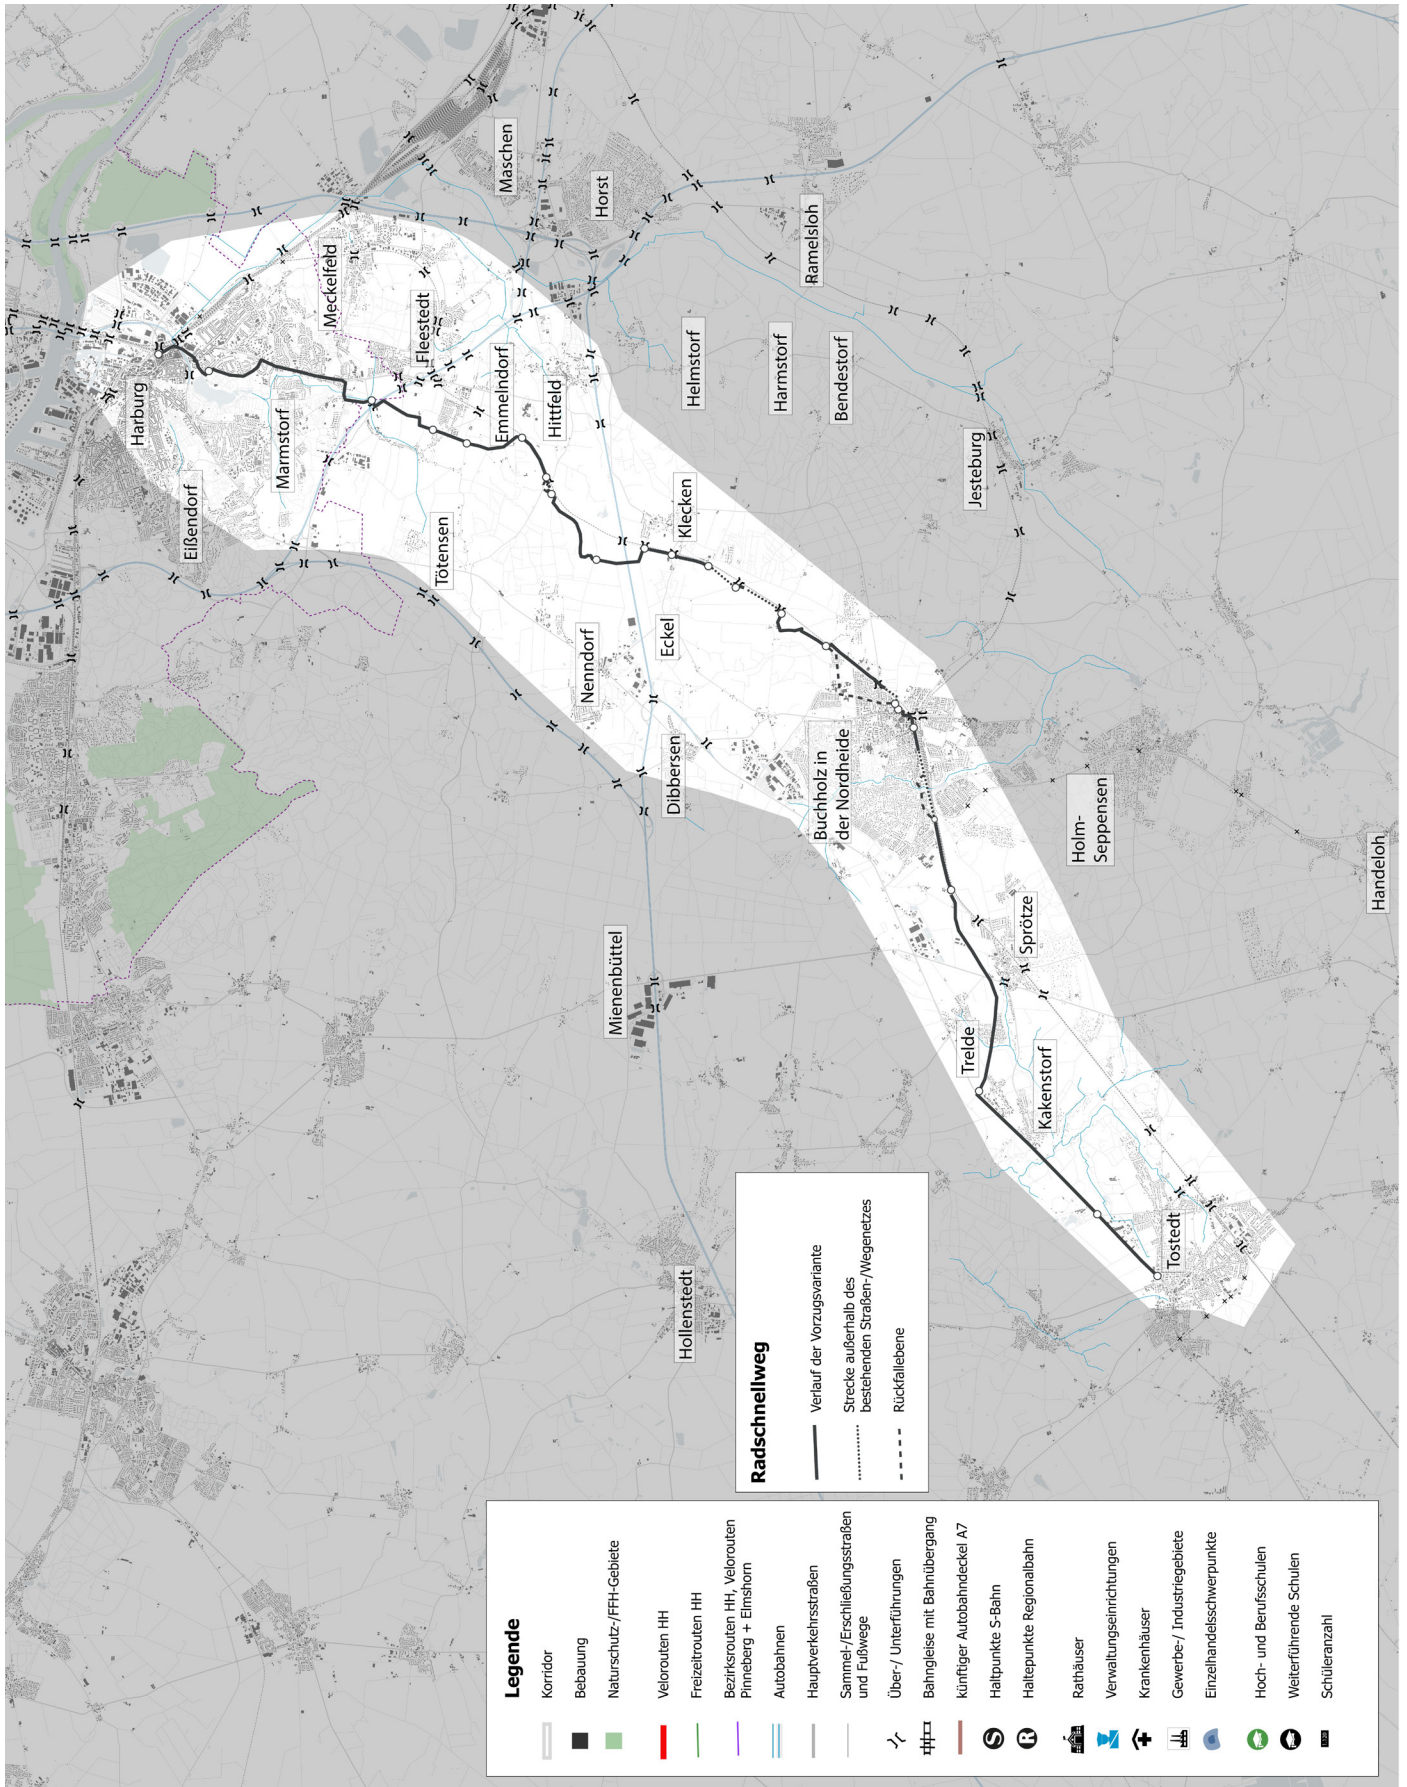 Harburg
Eißendorf
Marmstorf
Meckelfeld
Maschen
Horst
Fleestedt
Emmelndorf
Hittfeld
Tötensen
Ramelsloh
Helmstorf
Harmstorf
Bendestorf
Klecken
Jesteburg
Nenndorf
Eckel
Dibbersen
Buchholz in
der Nordheide
Holm-
Seppensen
Handeloh
Mienenbüttel
Sprötze
Trelde
Kakenstorf
Tostedt
Hollenstedt
Radschnellweg
Verlauf der Vorzugsvariante
Strecke außerhalb des
bestehenden Straßen-/Wegenetzes
Rückfallebene
Legende
Korridor
Bebauung
Naturschutz-/FFH-Gebiete
Velorouten HH
Freizeitrouten HH
Bezirksrouten HH, Velorouten
Pinneberg + Elmshorn
Autobahnen
Hauptverkehrsstraßen
Sammel-/Erschließungsstraßen
und Fußwege
Über-/ Unterführungen
Bahngleise mit Bahnübergang
künftiger Autobahndeckel A7
S
Haltpunkte S-Bahn
R
Haltepunkte Regionalbahn
Rathäuser
Verwaltungseinrichtungen
Krankenhäuser
Gewerbe-/ Industriegebiete
Einzelhandelsschwerpunkte
Hoch- und Berufsschulen
Weiterführende Schulen
Schüleranzahl